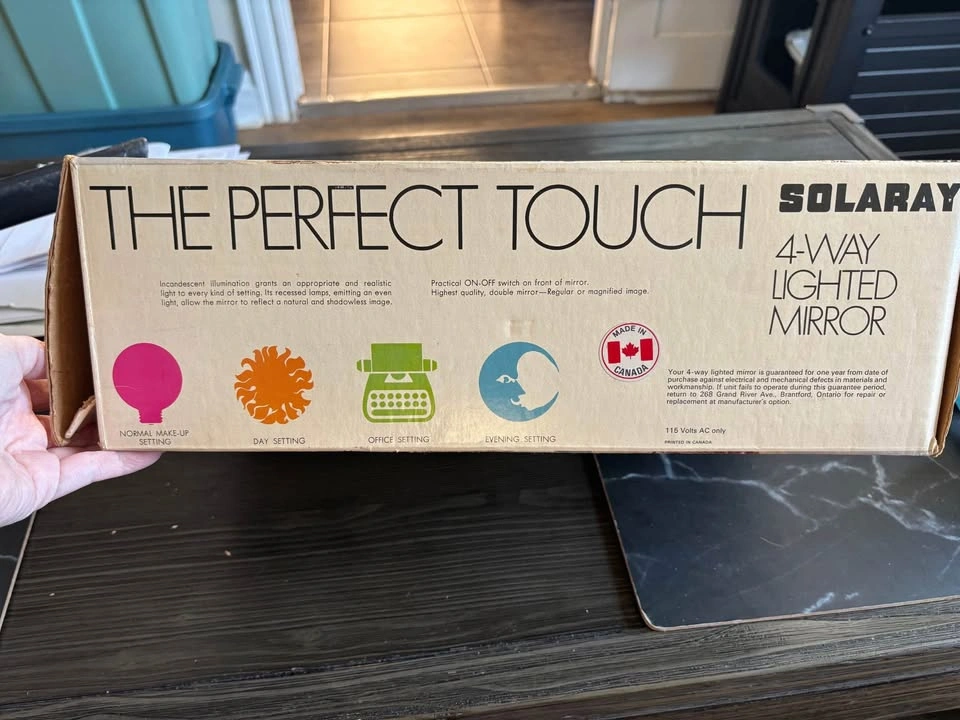 THE PERFECT TOUCH
SOLARAY
4-WAY
LIGHTED
MIRROR
Incandescent illumination grants an appropriate and realistic
light to every kind of setting. Its recessed lamps, emitting an even
light, allow the mirror to reflect a natural and shadowless image.
Practical ON-OFF switch on front of mirror.
Highest quality, double mirror—Regular or magnified image.
MADE IN
CANADA
Your 4-way lighted mirror is guaranteed for one year from date of
purchase against electrical and mechanical defects in materials and
workmanship. If unit fails to operate during this guarantee period,
return to 268 Grand River Ave., Brantford, Ontario for repair or
replacement at manufacturer's option.
NORMAL MAKE-UP
SETTING
DAY SETTING
OFFICE SETTING
EVENING SETTING
115 Volts AC only
PRINTED IN CANADA